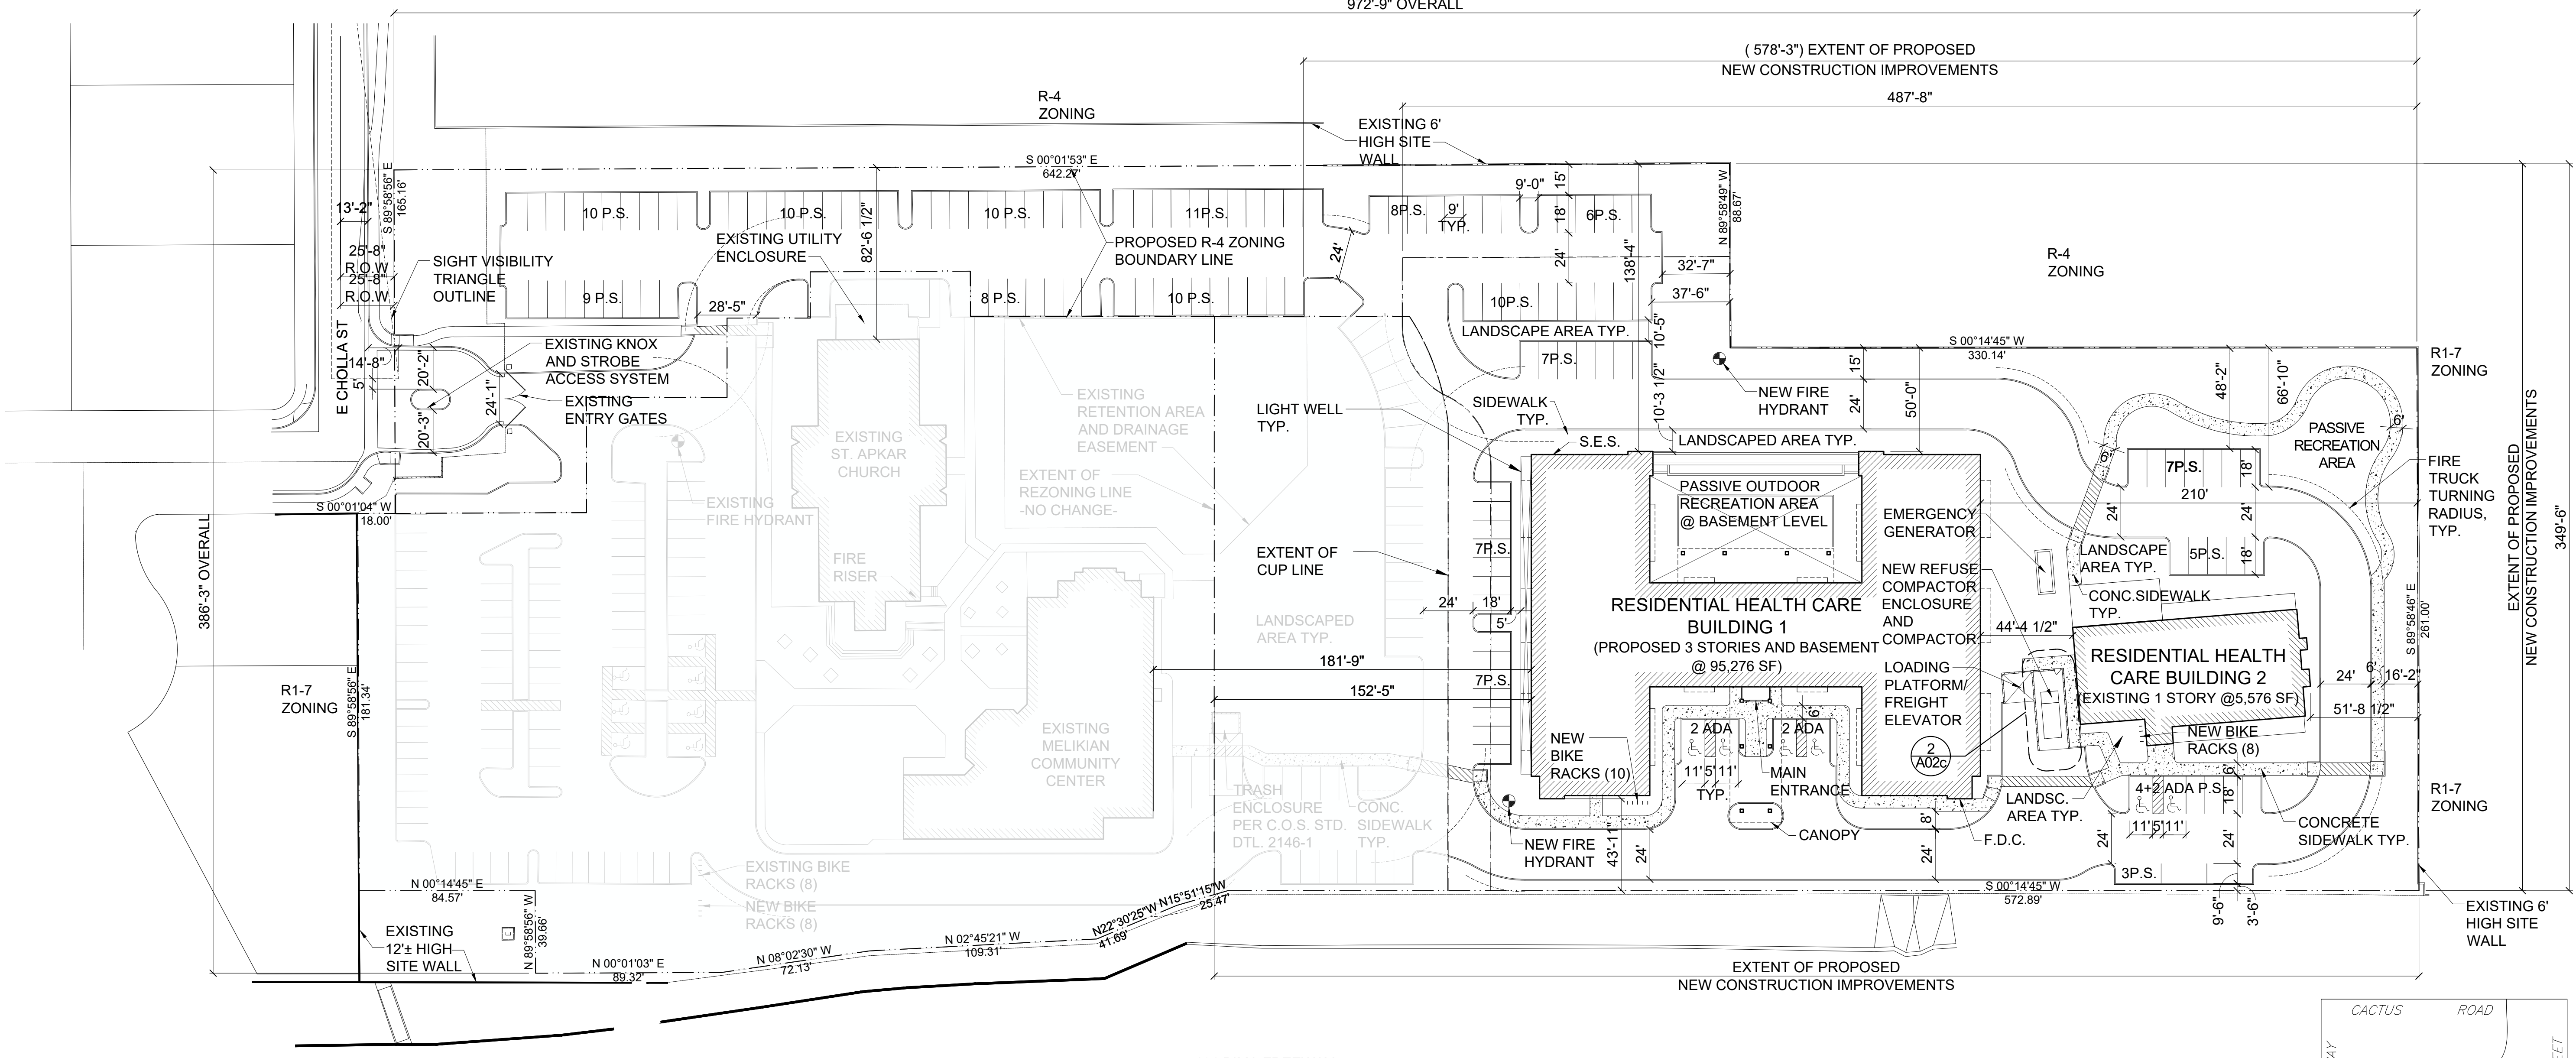 972'-9" OVERALL
( 578'-3") EXTENT OF PROPOSED
NEW CONSTRUCTION IMPROVEMENTS
487'-8"
R-4
ZONING
EXISTING 6'
HIGH SITE
WALL
S 00°01'53" E
642.27'
S 89°58'56" E
165.16'
13'-2"
25'-8"
R.O.W
25'-8"
R.O.W
SIGHT VISIBILITY
TRIANGLE
OUTLINE
10 P.S.
10 P.S.
10 P.S.
11P.S.
8P.S.
9'
TYP.
9'-0"
15'
18'
6P.S.
24'
138'-4"
N 89°58'49" W
88.67'
R-4
ZONING
EXISTING UTILITY
ENCLOSURE
82'-6 1/2"
PROPOSED R-4 ZONING
BOUNDARY LINE
24'
32'-7"
37'-6"
9 P.S.
28'-5"
8 P.S.
10 P.S.
10P.S.
LANDSCAPE AREA TYP.
10'-5"
7P.S.
10'-3 1/2"
E CHOLLA ST
14'-8"
5'
20'-2"
20'-3"
24'-1"
EXISTING KNOX
AND STROBE
ACCESS SYSTEM
EXISTING
ENTRY GATES
S 00°14'45" W
330.14'
R1-7
ZONING
15'
24'
50'-0"
48'-2"
66'-10"
NEW FIRE
HYDRANT
EXISTING
RETENTION AREA
AND DRAINAGE
EASEMENT
EXISTING
ST. APKAR
CHURCH
EXTENT OF
REZONING LINE
-NO CHANGE-
EXISTING
FIRE HYDRANT
LIGHT WELL
TYP.
SIDEWALK
TYP.
S.E.S.
LANDSCAPED AREA TYP.
PASSIVE
RECREATION
AREA
6'
6'
FIRE
TRUCK
TURNING
RADIUS,
TYP.
7P.S.
18'
210'
24'
24'
5P.S.
18'
PASSIVE OUTDOOR
RECREATION AREA
@ BASEMENT LEVEL
EMERGENCY
GENERATOR
LANDSCAPE
AREA TYP.
CONC.SIDEWALK
TYP.
NEW REFUSE
COMPACTOR
ENCLOSURE
AND
COMPACTOR
S 00°01'04" W
18.00'
386'-3" OVERALL
EXTENT OF PROPOSED
NEW CONSTRUCTION IMPROVEMENTS
349'-6"
FIRE
RISER
EXTENT OF
CUP LINE
7P.S.
24'
18'
5'
LANDSCAPED
AREA TYP.
RESIDENTIAL HEALTH CARE
BUILDING 1
(PROPOSED 3 STORIES AND BASEMENT
@ 95,276 SF)
44'-4 1/2"
RESIDENTIAL HEALTH
CARE BUILDING 2
(EXISTING 1 STORY @5,576 SF)
S 89°58'46" E
261.00'
24'
6'
16'-2"
51'-8 1/2"
LOADING
PLATFORM/
FREIGHT
ELEVATOR
181'-9"
152'-5"
7P.S.
R1-7
ZONING
S 89°58'56" E
181.34'
EXISTING
MELIKIAN
COMMUNITY
CENTER
2 ADA
2 ADA
6'
11'
5'
11'
TYP.
NEW
BIKE
RACKS (10)
MAIN
ENTRANCE
2
A02c
NEW BIKE
RACKS (8)
6'
4+2 ADA P.S.
18'
11'
5'
11'
24'
24'
R1-7
ZONING
LANDSC.
AREA TYP.
CONCRETE
SIDEWALK TYP.
TRASH
ENCLOSURE
PER C.O.S. STD.
DTL. 2146-1
CONC.
SIDEWALK
TYP.
NEW FIRE
HYDRANT
43'-11"
24'
CANOPY
8'
24'
F.D.C.
3P.S.
9'-6"
3'-6"
EXISTING BIKE
RACKS (8)
NEW BIKE
RACKS (8)
N 00°14'45" E
84.57'
N 89°58'56" W
39.66'
E
EXISTING
12'± HIGH
SITE WALL
N 00°01'03" E
89.32'
N 08°02'30" W
72.13'
N 02°45'21" W
109.31'
N22°30'25"W
41.69'
N15°51'15"W
25.47'
S 00°14'45" W
572.89'
EXISTING 6'
HIGH SITE
WALL
EXTENT OF PROPOSED
NEW CONSTRUCTION IMPROVEMENTS
CACTUS ROAD